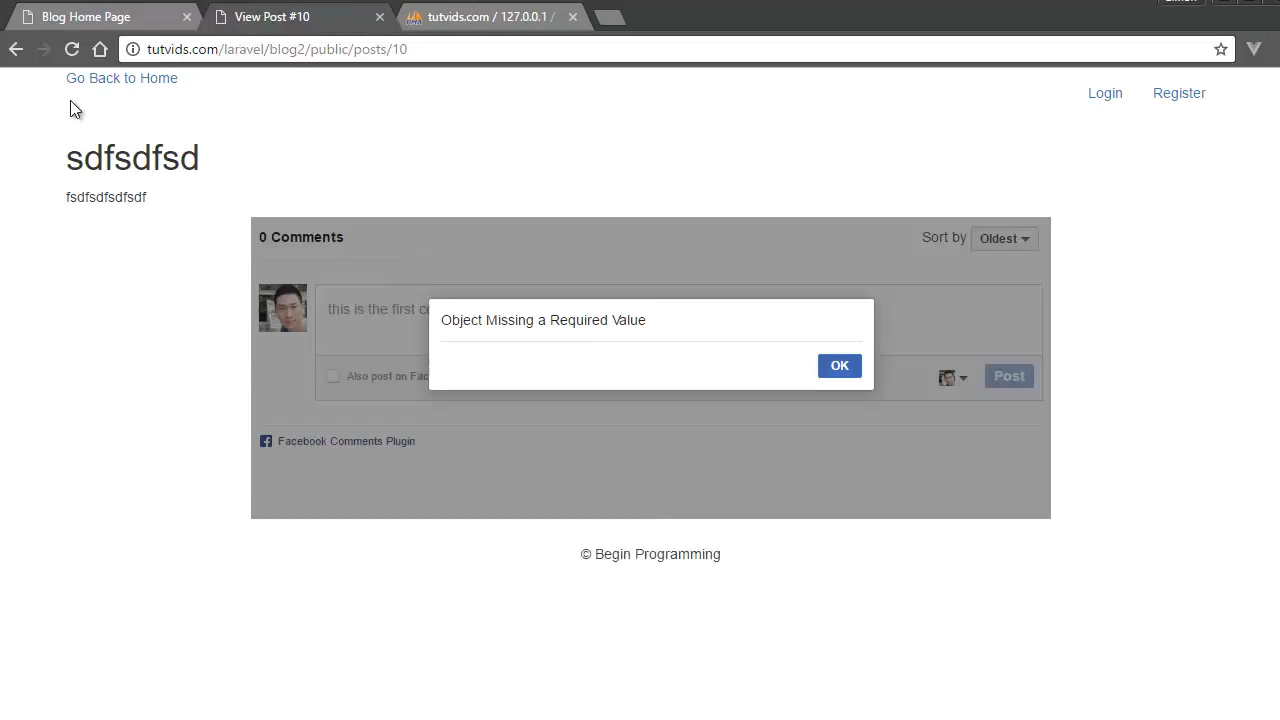 Blog Home Page
View Post #10
tutvids.com / 127.0.0.1 /
tutvids.com/laravel/blog2/public/posts/10
Go Back to Home
Login
Register
sdfsdfsd
fsdfsdfsdfsdf
0 Comments
Sort by Oldest
this is the first
Object Missing a Required Value
OK
Also post on
Post
Facebook Comments Plugin
© Begin Programming